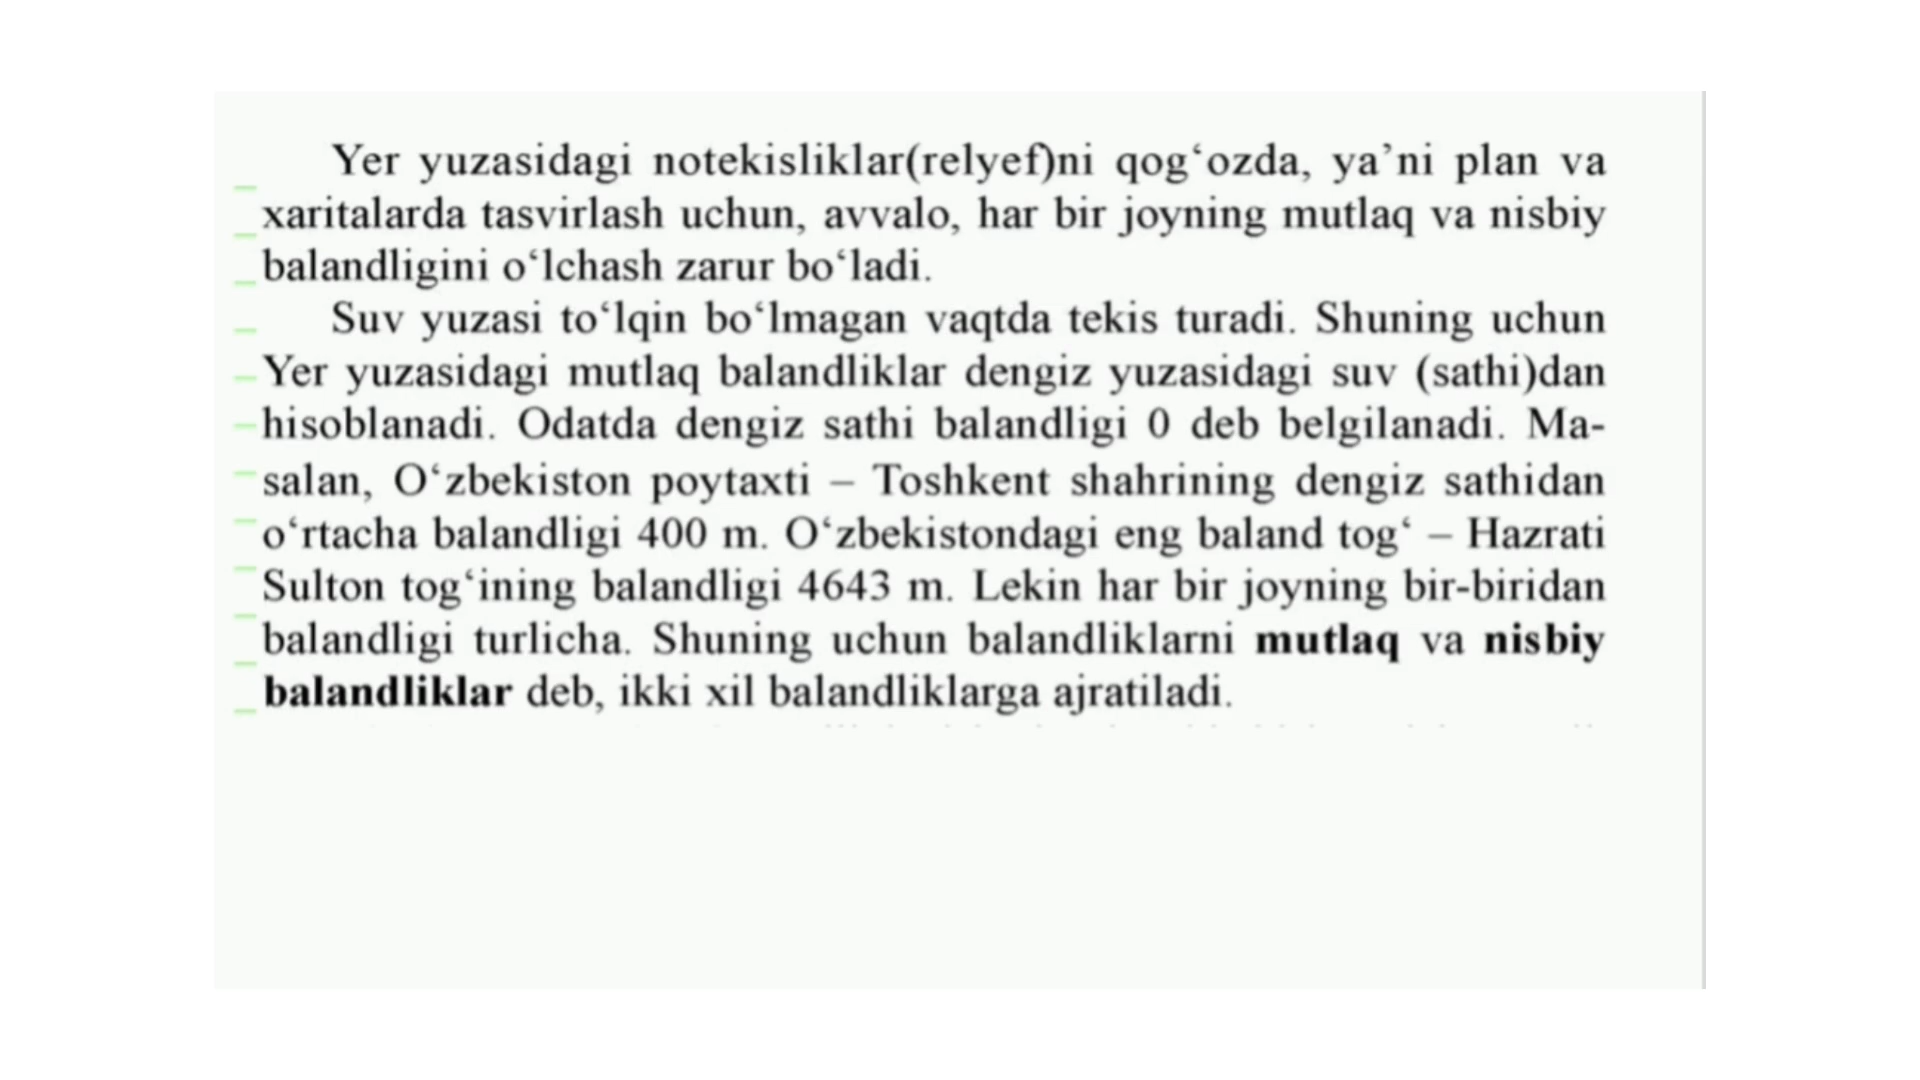 Yer yuzasidagi notekisliklar(relyef)ni qog‘ozda, ya’ni plan va
xaritalarda tasvirlash uchun, avvalo, har bir joyning mutlaq va nisbiy
balandligini o‘lchash zarur bo‘ladi.
Suv yuzasi to‘lqin bo‘lmagan vaqtda tekis turadi. Shuning uchun
Yer yuzasidagi mutlaq balandliklar dengiz yuzasidagi suv (sathi)dan
hisoblanadi. Odatda dengiz sathi balandligi 0 deb belgilanadi. Ma-
salan, O‘zbekiston poytaxti – Toshkent shahrining dengiz sathidan
o‘rtacha balandligi 400 m. O‘zbekistondagi eng baland tog‘ – Hazrati
Sulton tog‘ining balandligi 4643 m. Lekin har bir joyning bir-biridan
balandligi turlicha. Shuning uchun balandliklarni mutlaq va nisbiy
balandliklar deb, ikki xil balandliklarga ajratiladi.